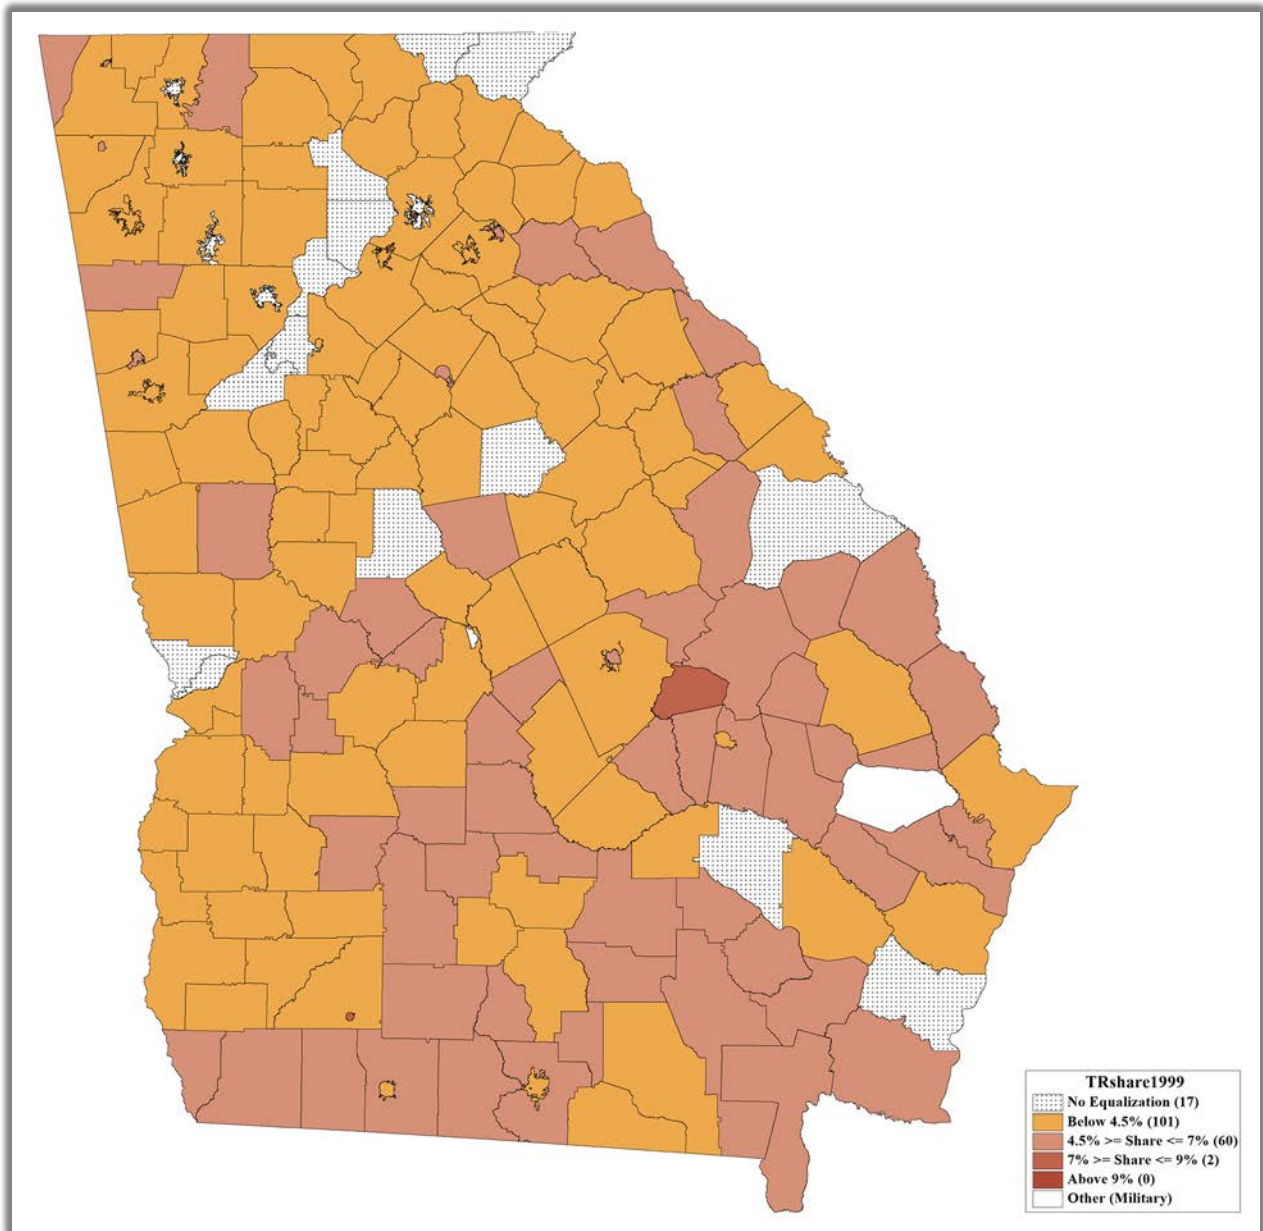 TRshare1999
No Equalization (17)
Below 4.5% (101)
4.5% >= Share <= 7% (60)
7% >= Share <= 9% (2)
Above 9% (0)
Other (Military)